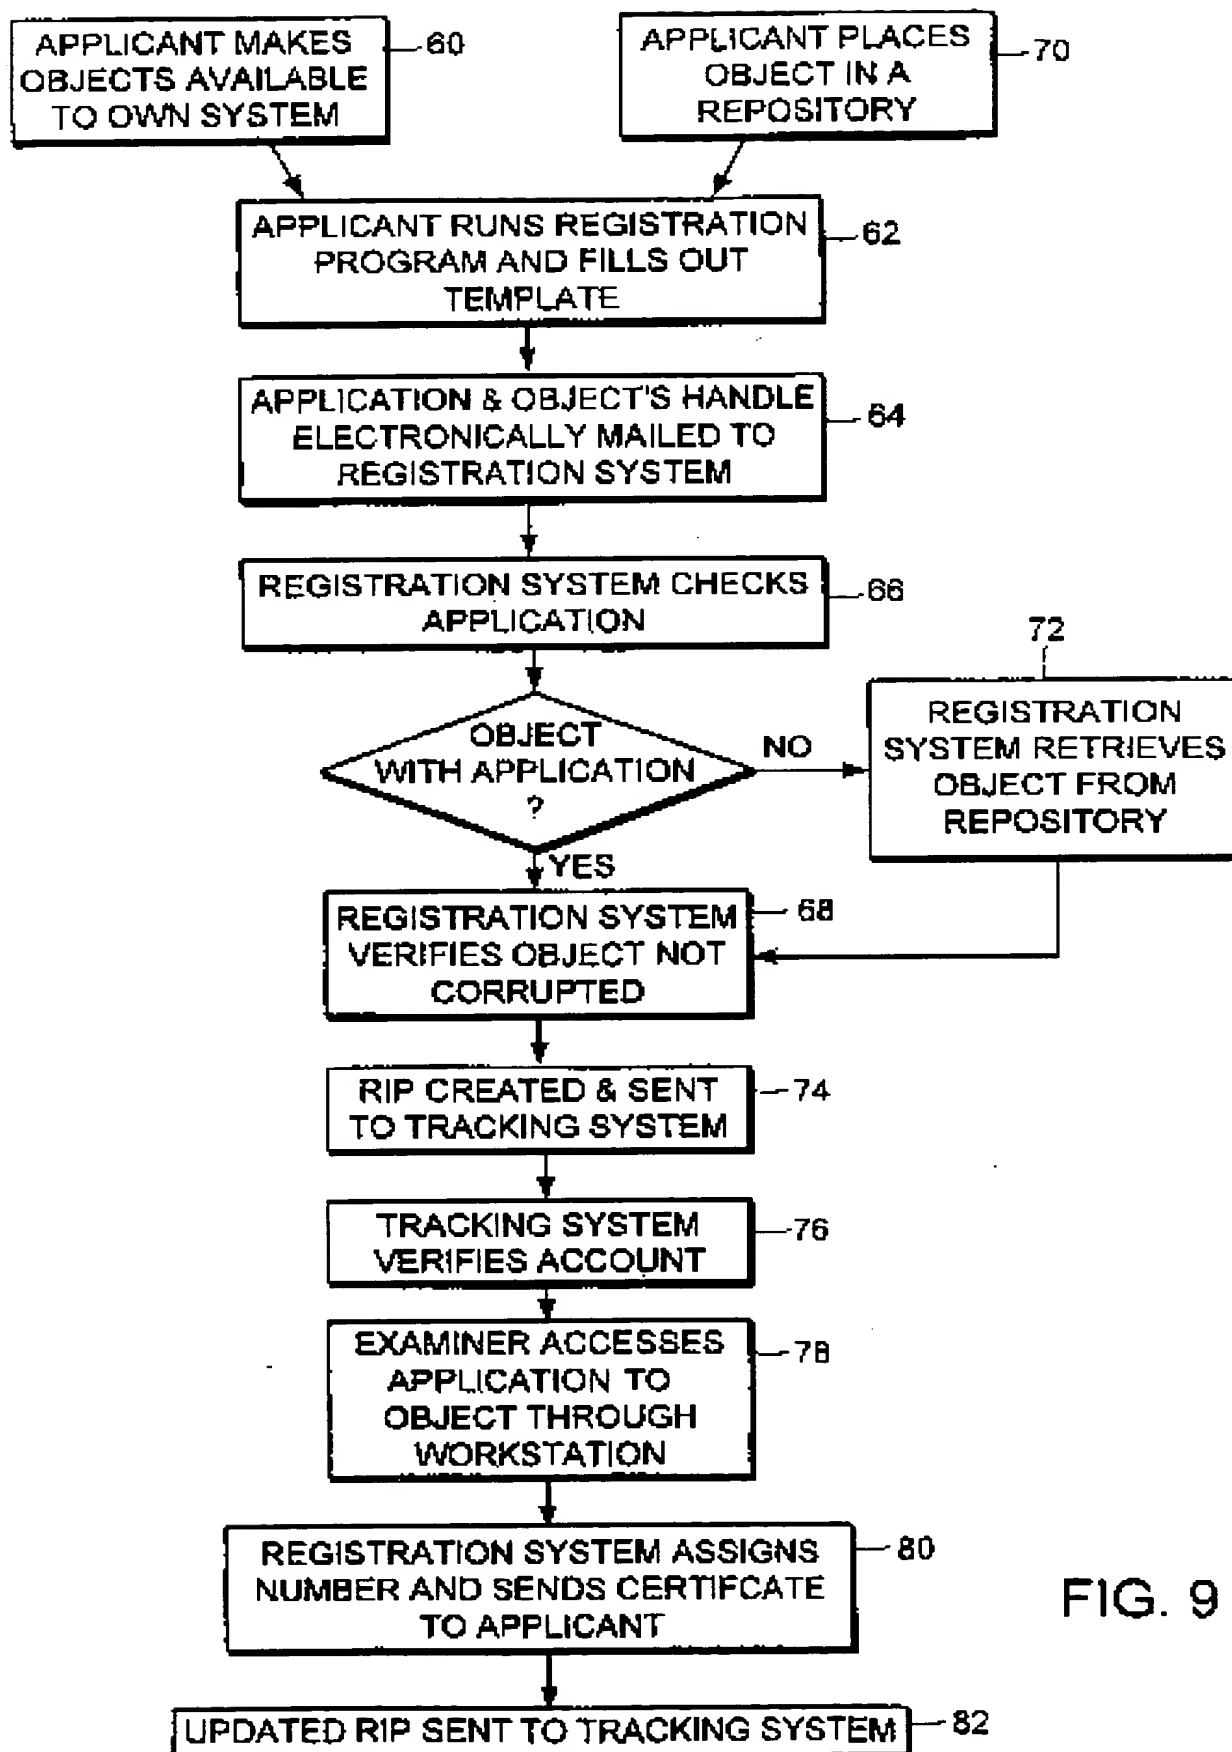 APPLICANT MAKES
OBJECTS AVAILABLE
TO OWN SYSTEM
60
APPLICANT PLACES
OBJECT IN A
REPOSITORY
70
APPLICANT RUNS REGISTRATION
PROGRAM AND FILLS OUT
TEMPLATE
62
APPLICATION & OBJECT'S HANDLE
ELECTRONICALLY MAILED TO
REGISTRATION SYSTEM
64
REGISTRATION SYSTEM CHECKS
APPLICATION
66
OBJECT
WITH APPLICATION
?
NO
72
REGISTRATION
SYSTEM RETRIEVES
OBJECT FROM
REPOSITORY
YES
REGISTRATION SYSTEM
VERIFIES OBJECT NOT
CORRUPTED
68
RIP CREATED & SENT
TO TRACKING SYSTEM
74
TRACKING SYSTEM
VERIFIES ACCOUNT
76
EXAMINER ACCESSES
APPLICATION TO
OBJECT THROUGH
WORKSTATION
78
REGISTRATION SYSTEM ASSIGNS
NUMBER AND SENDS CERTIFCATE
TO APPLICANT
80
FIG. 9
UPDATED RIP SENT TO TRACKING SYSTEM
82